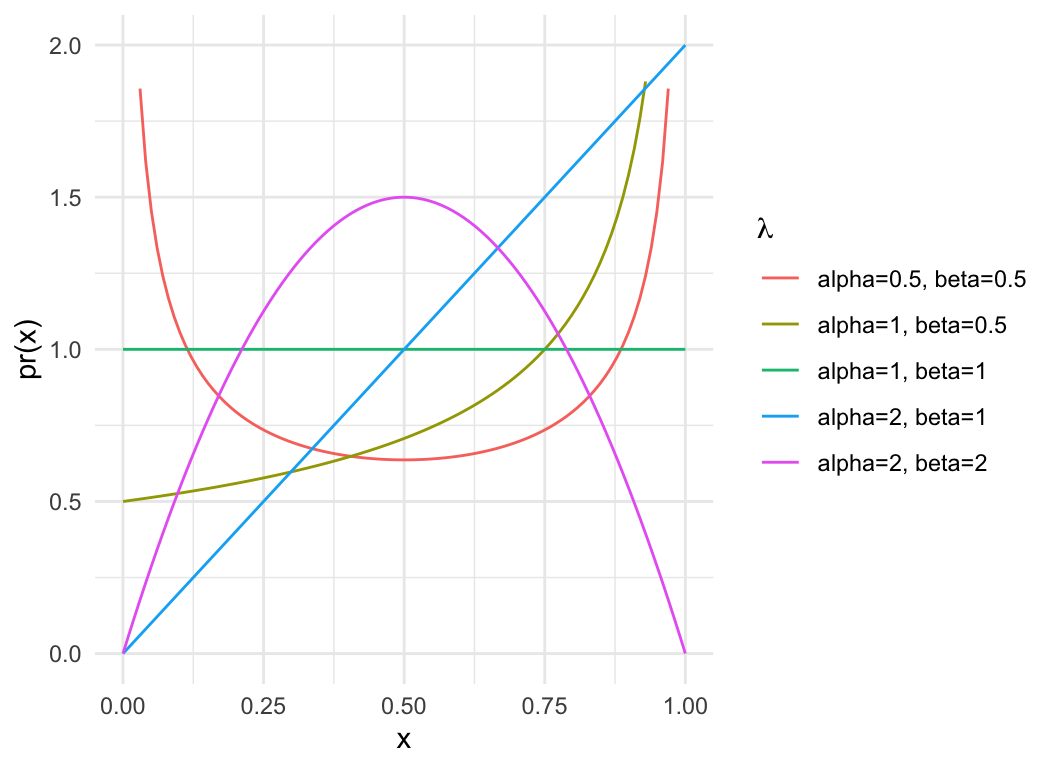 2.0
1.5
1.0
0.5
0.0
pr(x)
0.00 0.25 0.50 0.75 1.00
x
λ
alpha=0.5, beta=0.5
alpha=1, beta=0.5
alpha=1, beta=1
alpha=2, beta=1
alpha=2, beta=2